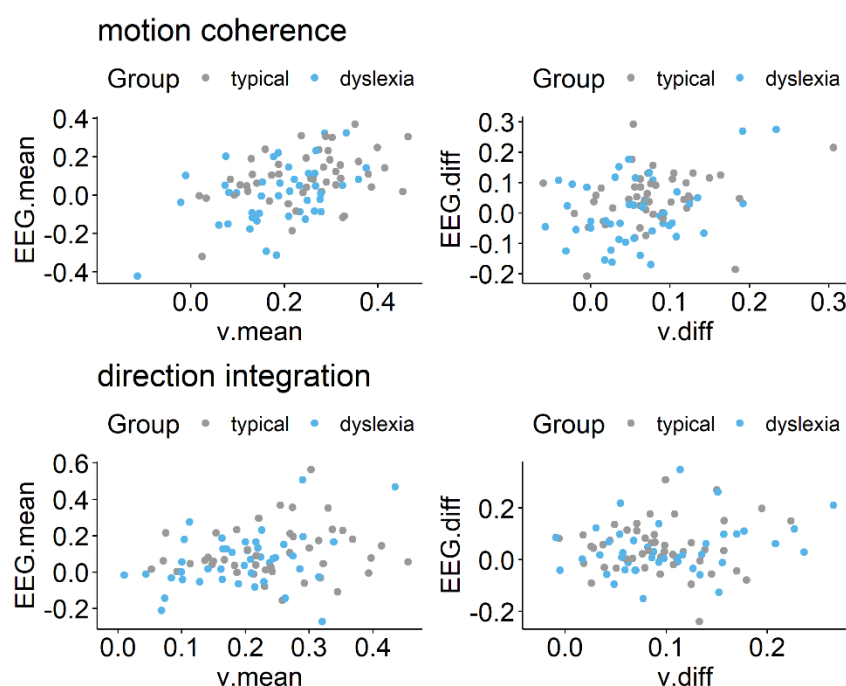 motion coherence
Group typical dyslexia
Group typical dyslexia
EEG.mean
0.4
0.2
0.0
-0.2
-0.4
0.0 0.2 0.4
v.mean
EEG.diff
0.3
0.2
0.1
0.0
-0.1
-0.2
0.0 0.1 0.2 0.3
v.diff
direction integration
Group typical dyslexia
Group typical dyslexia
EEG.mean
0.6
0.4
0.2
0.0
-0.2
0.0 0.1 0.2 0.3 0.4
v.mean
EEG.diff
0.2
0.0
-0.2
0.0 0.1 0.2
v.diff